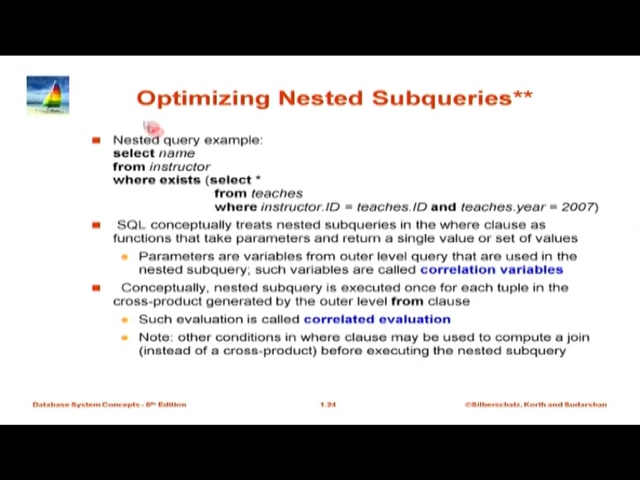 Optimizing Nested Subqueries**
Nested query example:
select name
from instructor
where exists (select *
from teaches
where instructor.ID = teaches.ID and teaches.year = 2007)
SQL conceptually treats nested subqueries in the where clause as
functions that take parameters and return a single value or set of values
Parameters are variables from outer level query that are used in the
nested subquery; such variables are called correlation variables
Conceptually, nested subquery is executed once for each tuple in the
cross-product generated by the outer level from clause
Such evaluation is called correlated evaluation
Note: other conditions in where clause may be used to compute a join
(instead of a cross-product) before executing the nested subquery
Database System Concepts - 6th Edition
1.24
©Silberschatz, Korth and Sudarshan